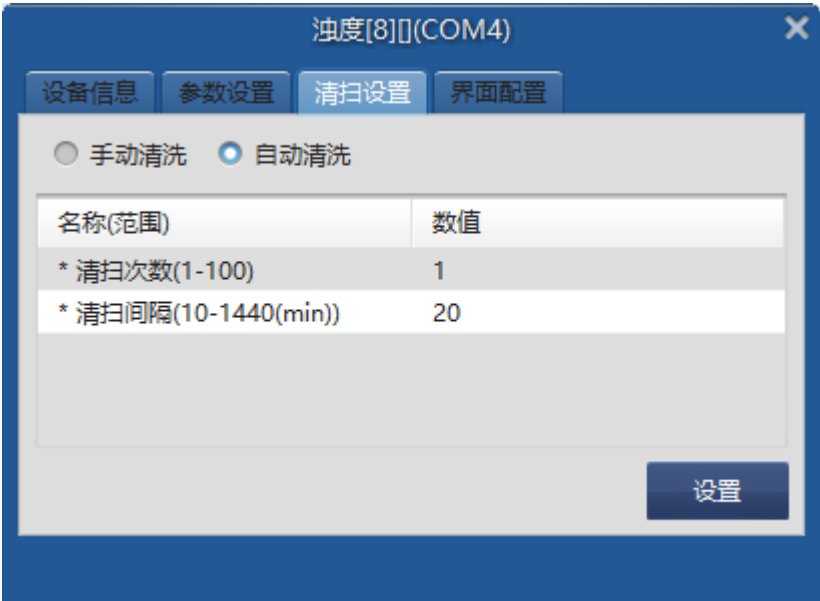 浊度[8][](COM4)
设备信息 参数设置 清扫设置 界面配置
手动清洗 自动清洗
名称(范围) 数值
* 清扫次数(1-100) 1
* 清扫间隔(10-1440(min)) 20
设置